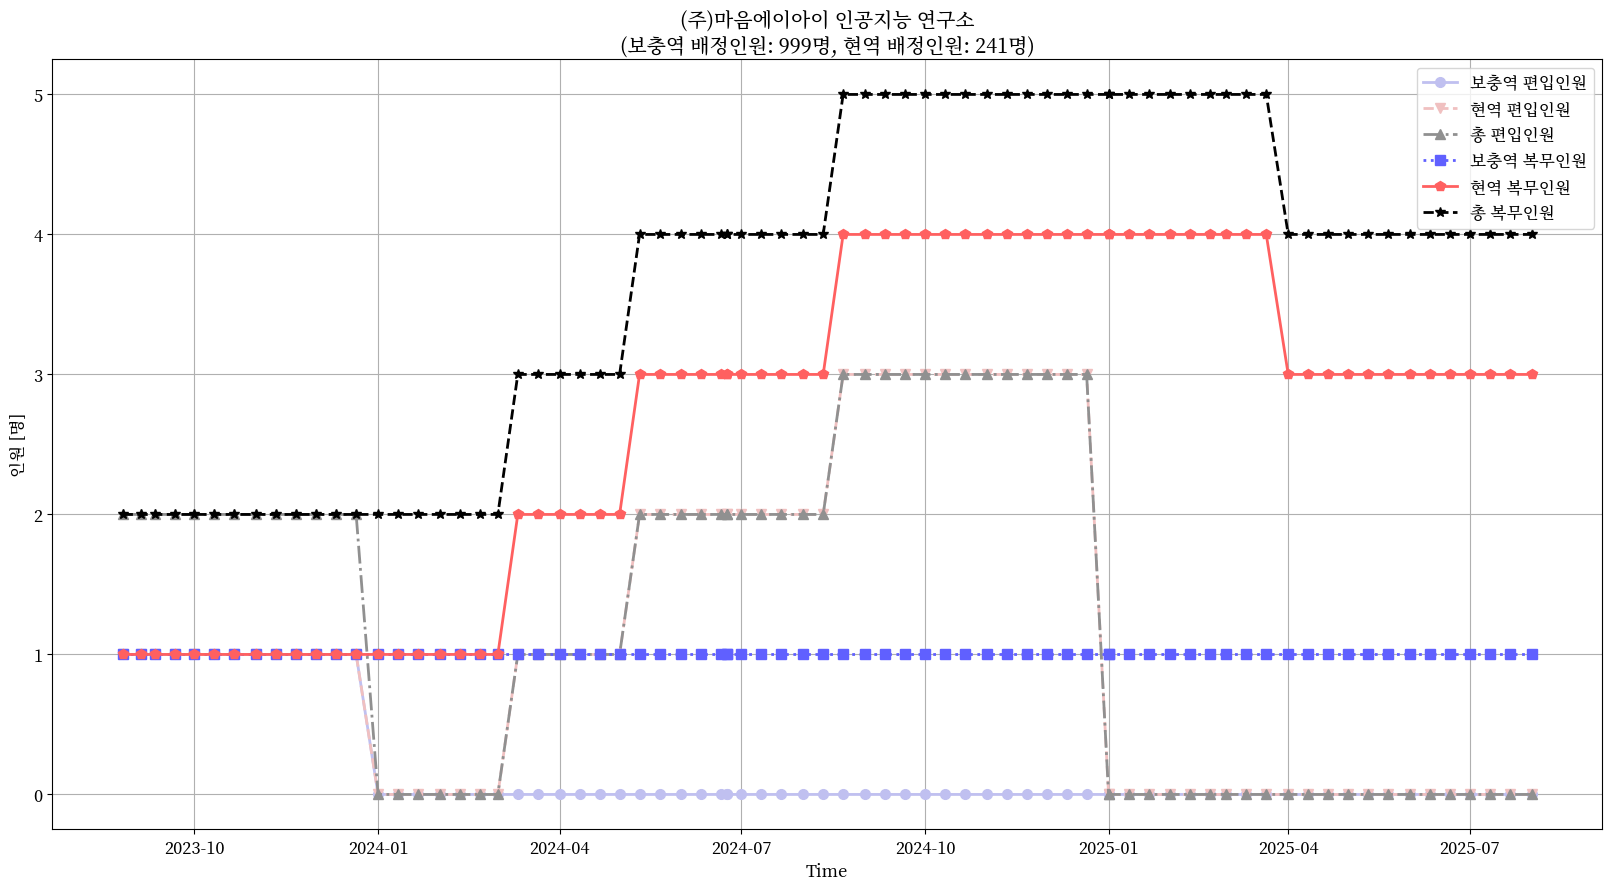 (주)마음에이아이 인공지능 연구소
(보충역 배정인원: 999명, 현역 배정인원: 241명)
보충역 편입인원
현역 편입인원
총 편입인원
보충역 복무인원
현역 복무인원
총 복무인원
5
4
3
2
1
0
인원 [명]
2023-10
2024-01
2024-04
2024-07
2024-10
2025-01
2025-04
2025-07
Time